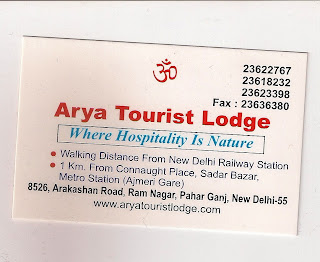 ॐ
23622767
23618232
23623398
Fax : 23636380
Arya Tourist Lodge
Where Hospitality Is Nature
• Walking Distance From New Delhi Railway Station
• 1 Km. From Connaught Place, Sadar Bazar,
Metro Station (Ajmeri Gare)
8526, Arakashan Road, Ram Nagar, Pahar Ganj, New Delhi-55
www.aryatouristlodge.com